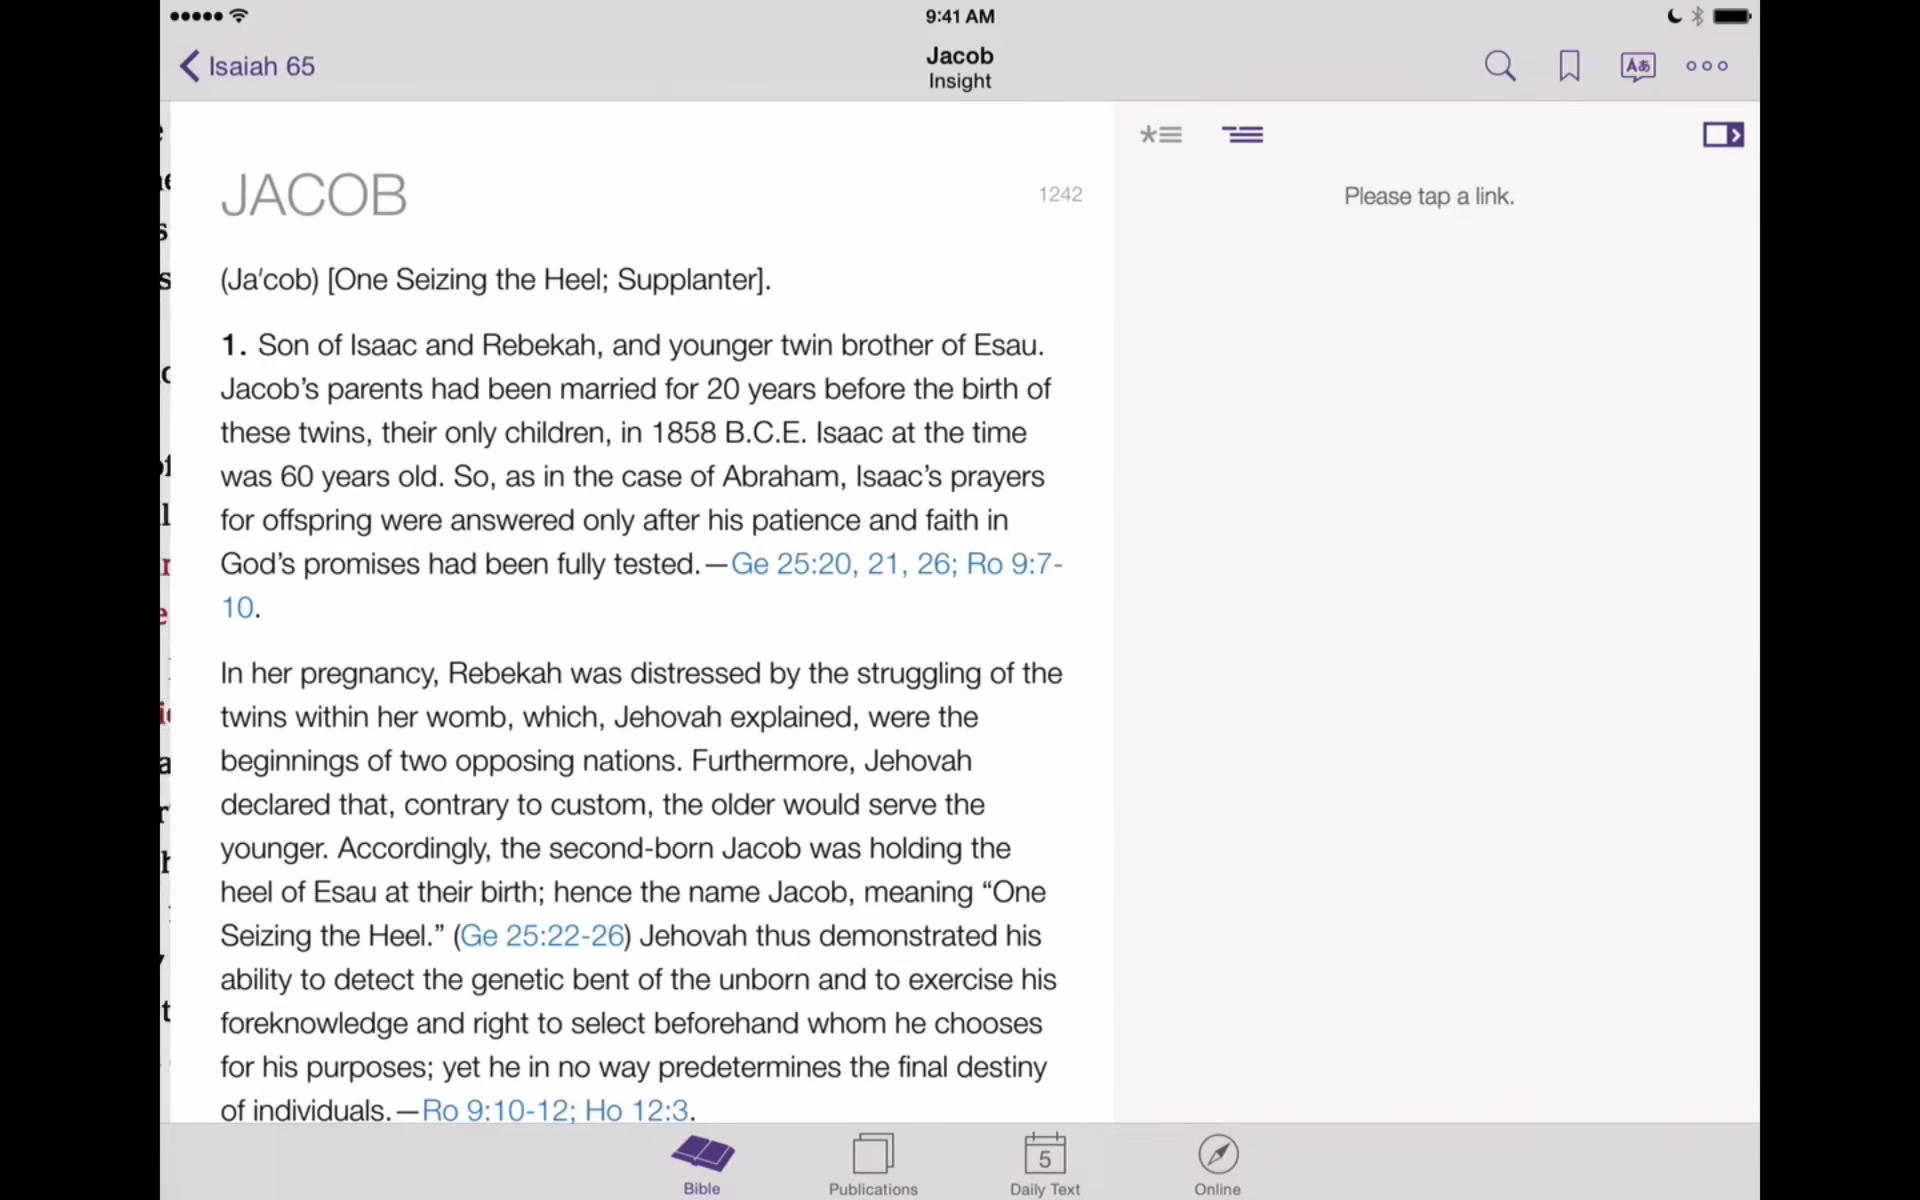 9:41 AM
Isaiah 65
Jacob
Insight
Aあ
JACOB
1242
Please tap a link.
(Ja′cob) [One Seizing the Heel; Supplanter].
1. Son of Isaac and Rebekah, and younger twin brother of Esau.
Jacob’s parents had been married for 20 years before the birth of
these twins, their only children, in 1858 B.C.E. Isaac at the time
was 60 years old. So, as in the case of Abraham, Isaac’s prayers
for offspring were answered only after his patience and faith in
God’s promises had been fully tested.—Ge 25:20, 21, 26; Ro 9:7-
10.
In her pregnancy, Rebekah was distressed by the struggling of the
twins within her womb, which, Jehovah explained, were the
beginnings of two opposing nations. Furthermore, Jehovah
declared that, contrary to custom, the older would serve the
younger. Accordingly, the second-born Jacob was holding the
heel of Esau at their birth; hence the name Jacob, meaning “One
Seizing the Heel.” (Ge 25:22-26) Jehovah thus demonstrated his
ability to detect the genetic bent of the unborn and to exercise his
foreknowledge and right to select beforehand whom he chooses
for his purposes; yet he in no way predetermines the final destiny
of individuals.—Ro 9:10-12; Ho 12:3.
Bible
Publications
5
Daily Text
Online